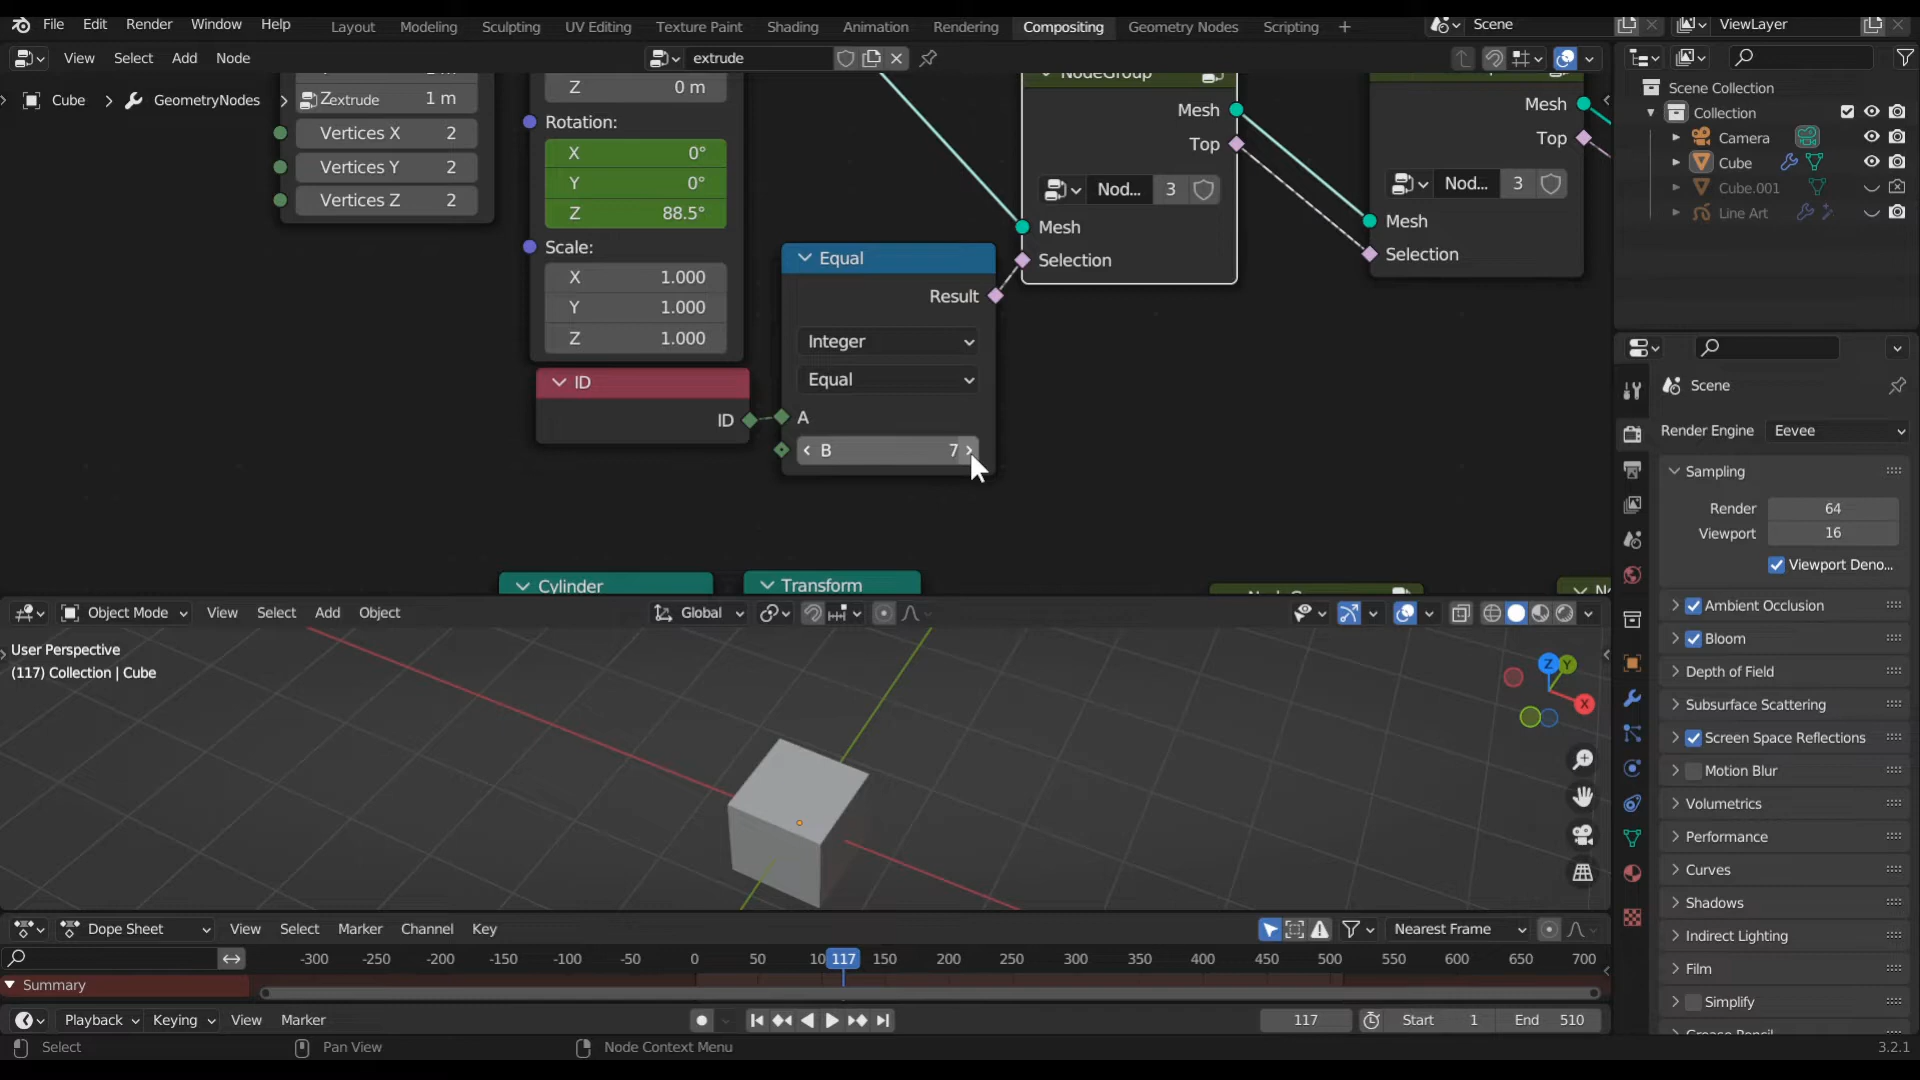 File Edit Render Window Help Layout Modeling Sculpting UV Editing Texture Paint Shading Animation Rendering Compositing Geometry Nodes Scripting + Scene ViewLayer
View Select Add Node extrude
Cube GeometryNodes extrude
Z 1 m
Vertices X 2
Vertices Y 2
Vertices Z 2
Z 0 m
Rotation:
X 0°
Y 0°
Z 88.5°
Scale:
X 1.000
Y 1.000
Z 1.000
ID
ID
Equal
Result
Integer
Equal
A
B 7
NodeGroup
Mesh
Top
Nod... 3
Mesh
Selection
Mesh
Top
Nod... 3
Mesh
Selection
Cylinder
Transform
Scene Collection
Collection
Camera
Cube
Cube.001
Line Art
Scene
Render Engine Eevee
Sampling
Render 64
Viewport 16
Viewport Deno...
Ambient Occlusion
Bloom
Depth of Field
Subsurface Scattering
Screen Space Reflections
Motion Blur
Volumetrics
Performance
Curves
Shadows
Indirect Lighting
Film
Simplify
Object Mode View Select Add Object Global
User Perspective
(117) Collection | Cube
Z Y
X
Dope Sheet View Select Marker Channel Key Nearest Frame
-300 -250 -200 -150 -100 -50 0 50 10 117 150 200 250 300 350 400 450 500 550 600 650 700
Summary
Playback Keying View Marker 117 Start 1 End 510
Select Pan View Node Context Menu 3.2.1